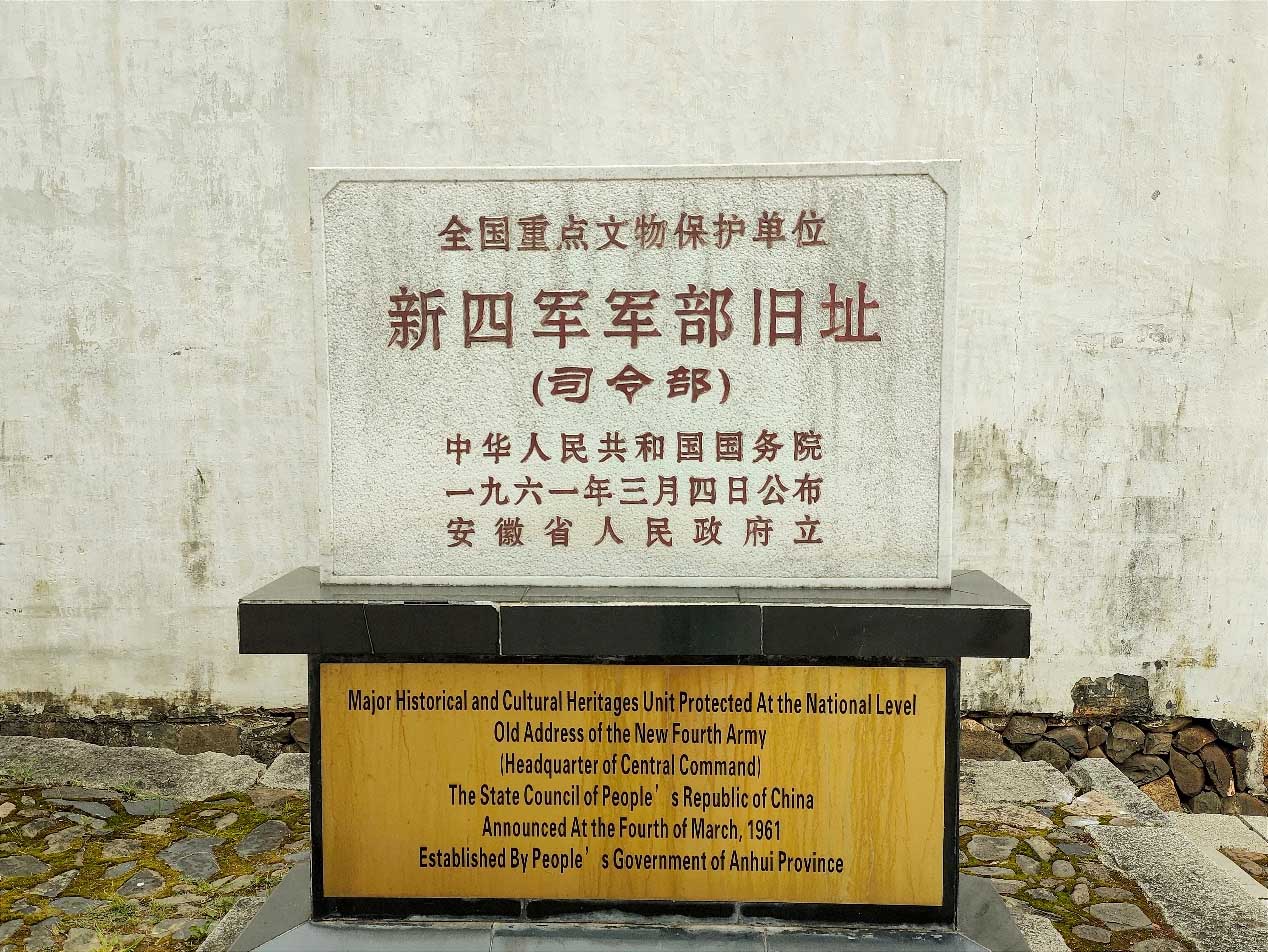 全国重点文物保护单位
新四军军部旧址
(司令部)
中华人民共和国国务院
一九六一年三月四日公布
安徽省人民政府立
Major Historical and Cultural Heritages Unit Protected At the National Level
Old Address of the New Fourth Army
(Headquarter of Central Command)
The State Council of People's Republic of China
Announced At the Fourth of March, 1961
Established By People's Government of Anhui Province